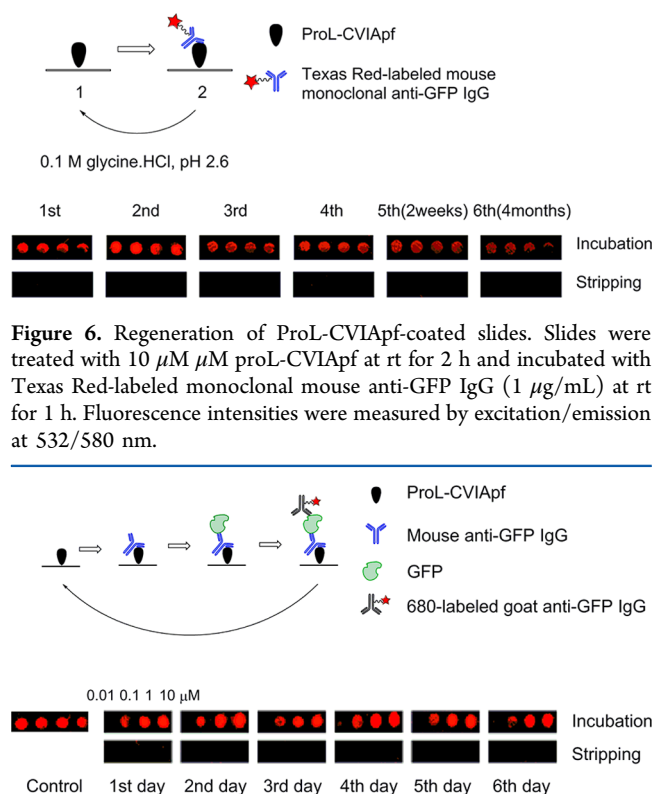 ProL-CVIApf
Texas Red-labeled mouse
monoclonal anti-GFP IgG
1
2
0.1 M glycine.HCl, pH 2.6
1st 2nd 3rd 4th 5th(2weeks) 6th(4months)
Incubation
Stripping
Figure 6. Regeneration of ProL-CVIApf-coated slides. Slides were
treated with 10 μM μM proL-CVIApf at rt for 2 h and incubated with
Texas Red-labeled monoclonal mouse anti-GFP IgG (1 μg/mL) at rt
for 1 h. Fluorescence intensities were measured by excitation/emission
at 532/580 nm.
ProL-CVIApf
Mouse anti-GFP IgG
GFP
680-labeled goat anti-GFP IgG
0.01 0.1 1 10 μM
Incubation
Stripping
Control 1st day 2nd day 3rd day 4th day 5th day 6th day